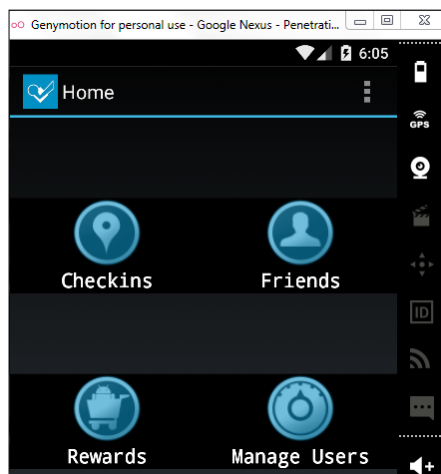 Genymotion for personal use - Google Nexus - Penetrati...
6:05
Home
GPS
Checkins
Friends
ID
Rewards
Manage Users